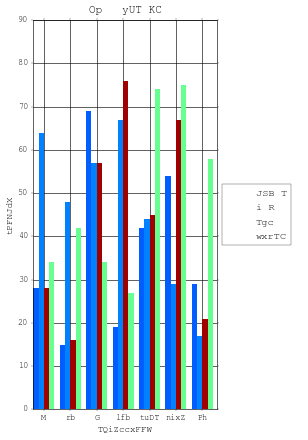 Op yUT KC
90
80
70
60
50
40
30
20
10
0
tPFNJdX
M rb G lfb tuDT nixZ Ph
TQiZccxFFW
JSB T
i R
Tgc
wxrTC